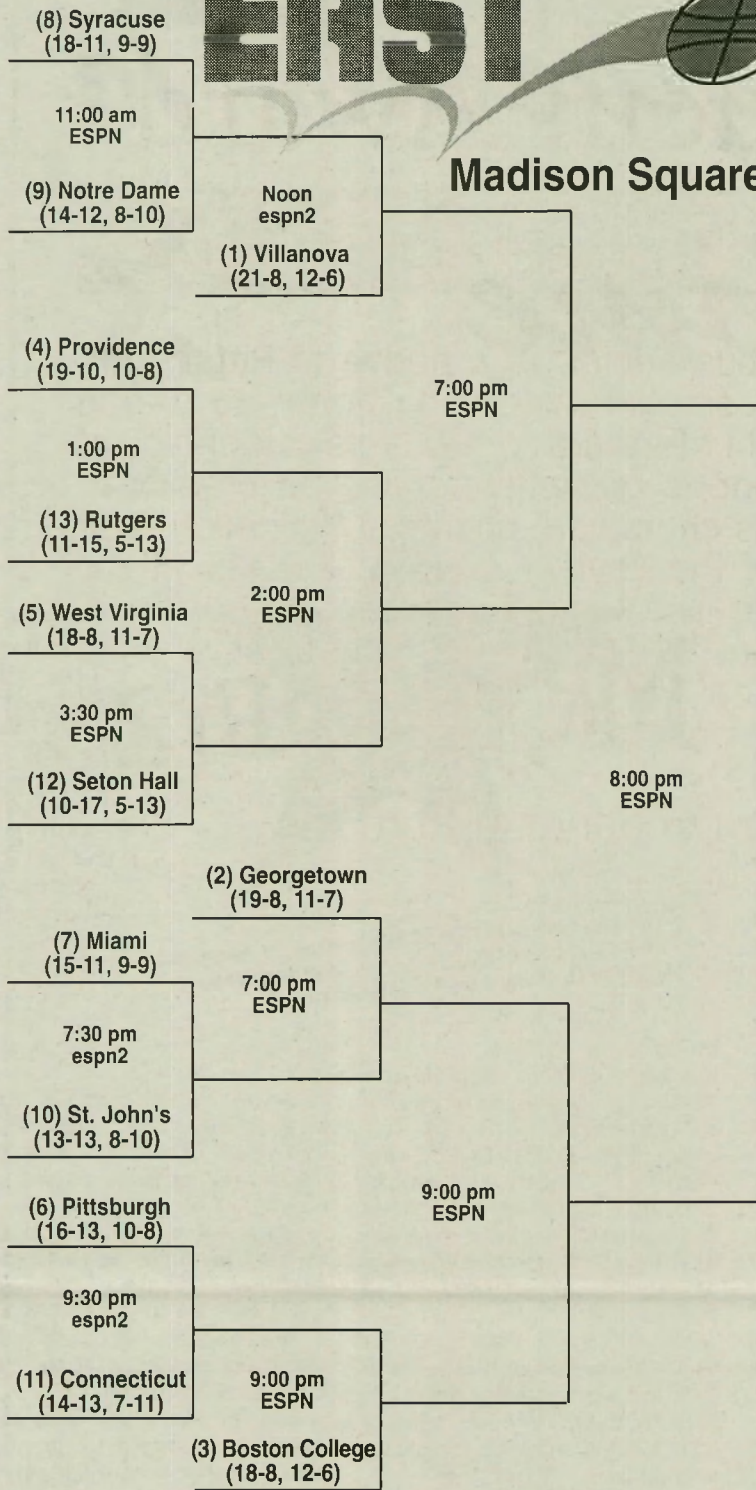 EAST
Madison Square
(8) Syracuse
(18-11, 9-9)
11:00 am
ESPN
(9) Notre Dame
(14-12, 8-10)
Noon
espn2
(1) Villanova
(21-8, 12-6)
(4) Providence
(19-10, 10-8)
1:00 pm
ESPN
(13) Rutgers
(11-15, 5-13)
7:00 pm
ESPN
2:00 pm
ESPN
(5) West Virginia
(18-8, 11-7)
3:30 pm
ESPN
(12) Seton Hall
(10-17, 5-13)
8:00 pm
ESPN
(2) Georgetown
(19-8, 11-7)
(7) Miami
(15-11, 9-9)
7:00 pm
ESPN
7:30 pm
espn2
(10) St. John's
(13-13, 8-10)
(6) Pittsburgh
(16-13, 10-8)
9:00 pm
ESPN
9:30 pm
espn2
(11) Connecticut
(14-13, 7-11)
9:00 pm
ESPN
(3) Boston College
(18-8, 12-6)